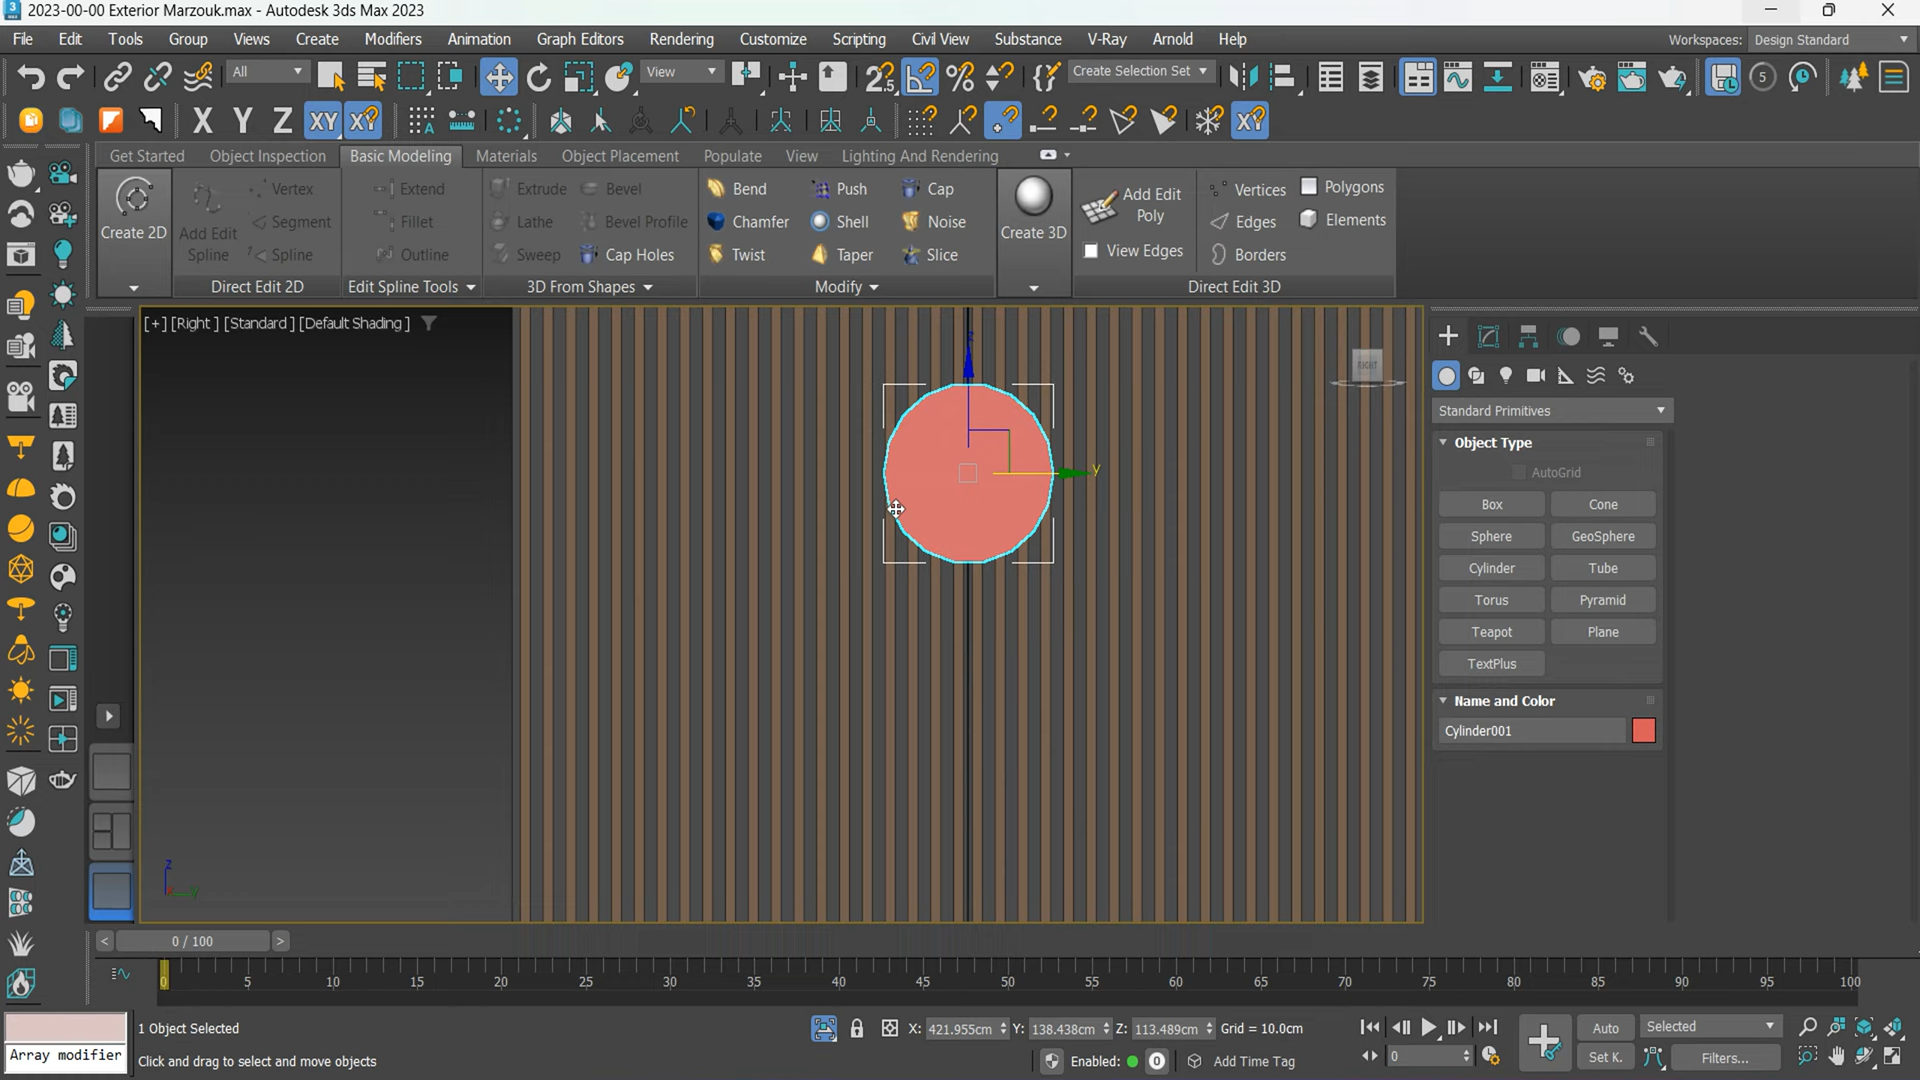 2023-00-00 Exterior Marzouk.max - Autodesk 3ds Max 2023
File Edit Tools Group Views Create Modifiers Animation Graph Editors Rendering Customize Scripting Civil View Substance V-Ray Arnold Help Workspaces: Design Standard
All View Create Selection Set 5
X Y Z XY XY XY
Get Started Object Inspection Basic Modeling Materials Object Placement Populate View Lighting And Rendering
Create 2D Add Edit Spline Vertex Segment Spline Extend Fillet Outline Extrude Lathe Sweep Bevel Bevel Profile Cap Holes Bend Chamfer Twist Push Shell Taper Cap Noise Slice Create 3D Add Edit Poly View Edges Vertices Edges Borders Polygons Elements
Direct Edit 2D Edit Spline Tools 3D From Shapes Modify Direct Edit 3D
[+] [Right ] [Standard ] [Default Shading ]
RIGHT
z
y
z
Standard Primitives
Object Type
AutoGrid
Box Cone
Sphere GeoSphere
Cylinder Tube
Torus Pyramid
Teapot Plane
TextPlus
Name and Color
Cylinder001
< 0 / 100 >
0 5 10 15 20 25 30 35 40 45 50 55 60 65 70 75 80 85 90 95 100
1 Object Selected X: 421.955cm Y: 138.438cm Z: 113.489cm Grid = 10.0cm Auto Selected
Array modifier Click and drag to select and move objects Enabled: 0 Add Time Tag 0 Set K. Filters...